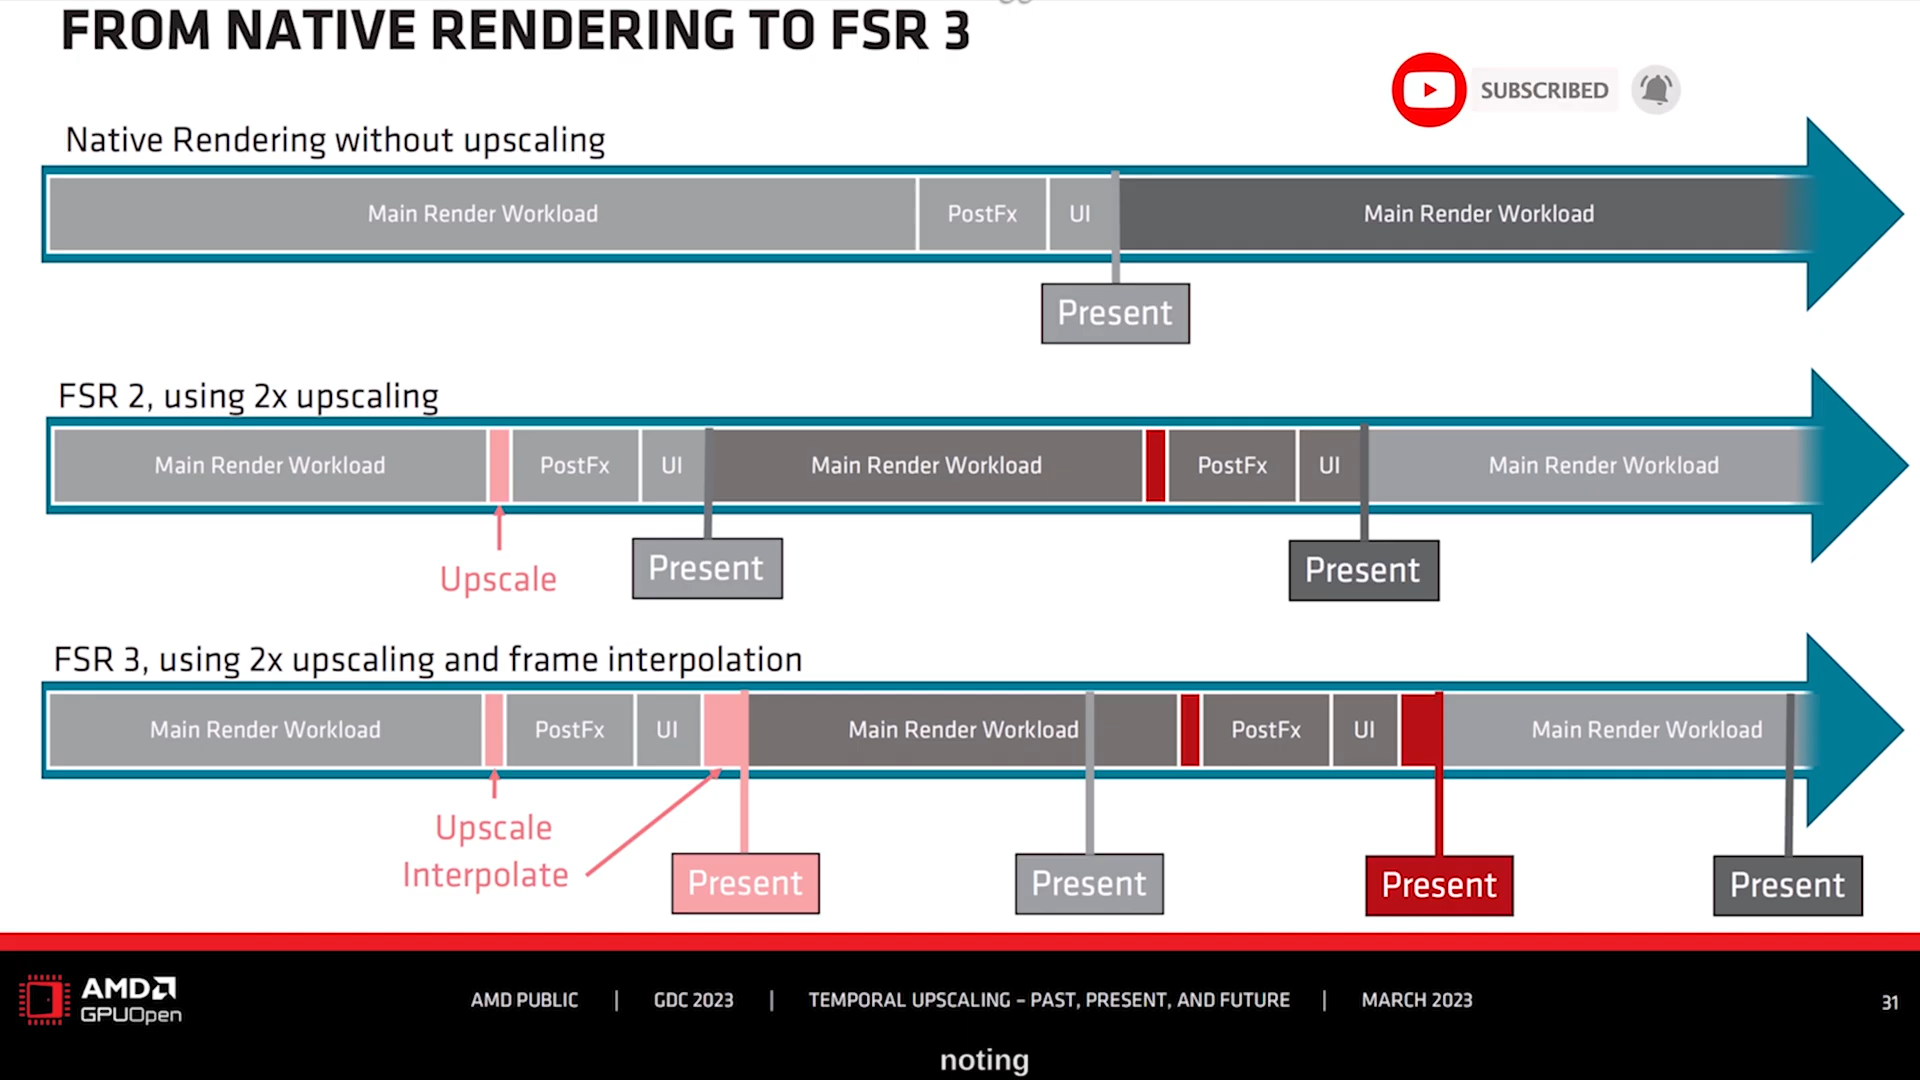 FROM NATIVE RENDERING TO FSR 3
SUBSCRIBED
Native Rendering without upscaling
Main Render Workload
PostFx
UI
Main Render Workload
Present
FSR 2, using 2x upscaling
Main Render Workload
PostFx
UI
Main Render Workload
PostFx
UI
Main Render Workload
Upscale
Present
Present
FSR 3, using 2x upscaling and frame interpolation
Main Render Workload
PostFx
UI
Main Render Workload
PostFx
UI
Main Render Workload
Upscale
Interpolate
Present
Present
Present
Present
AMD
GPUOpen
AMD PUBLIC | GDC 2023 | TEMPORAL UPSCALING – PAST, PRESENT, AND FUTURE | MARCH 2023
31
noting